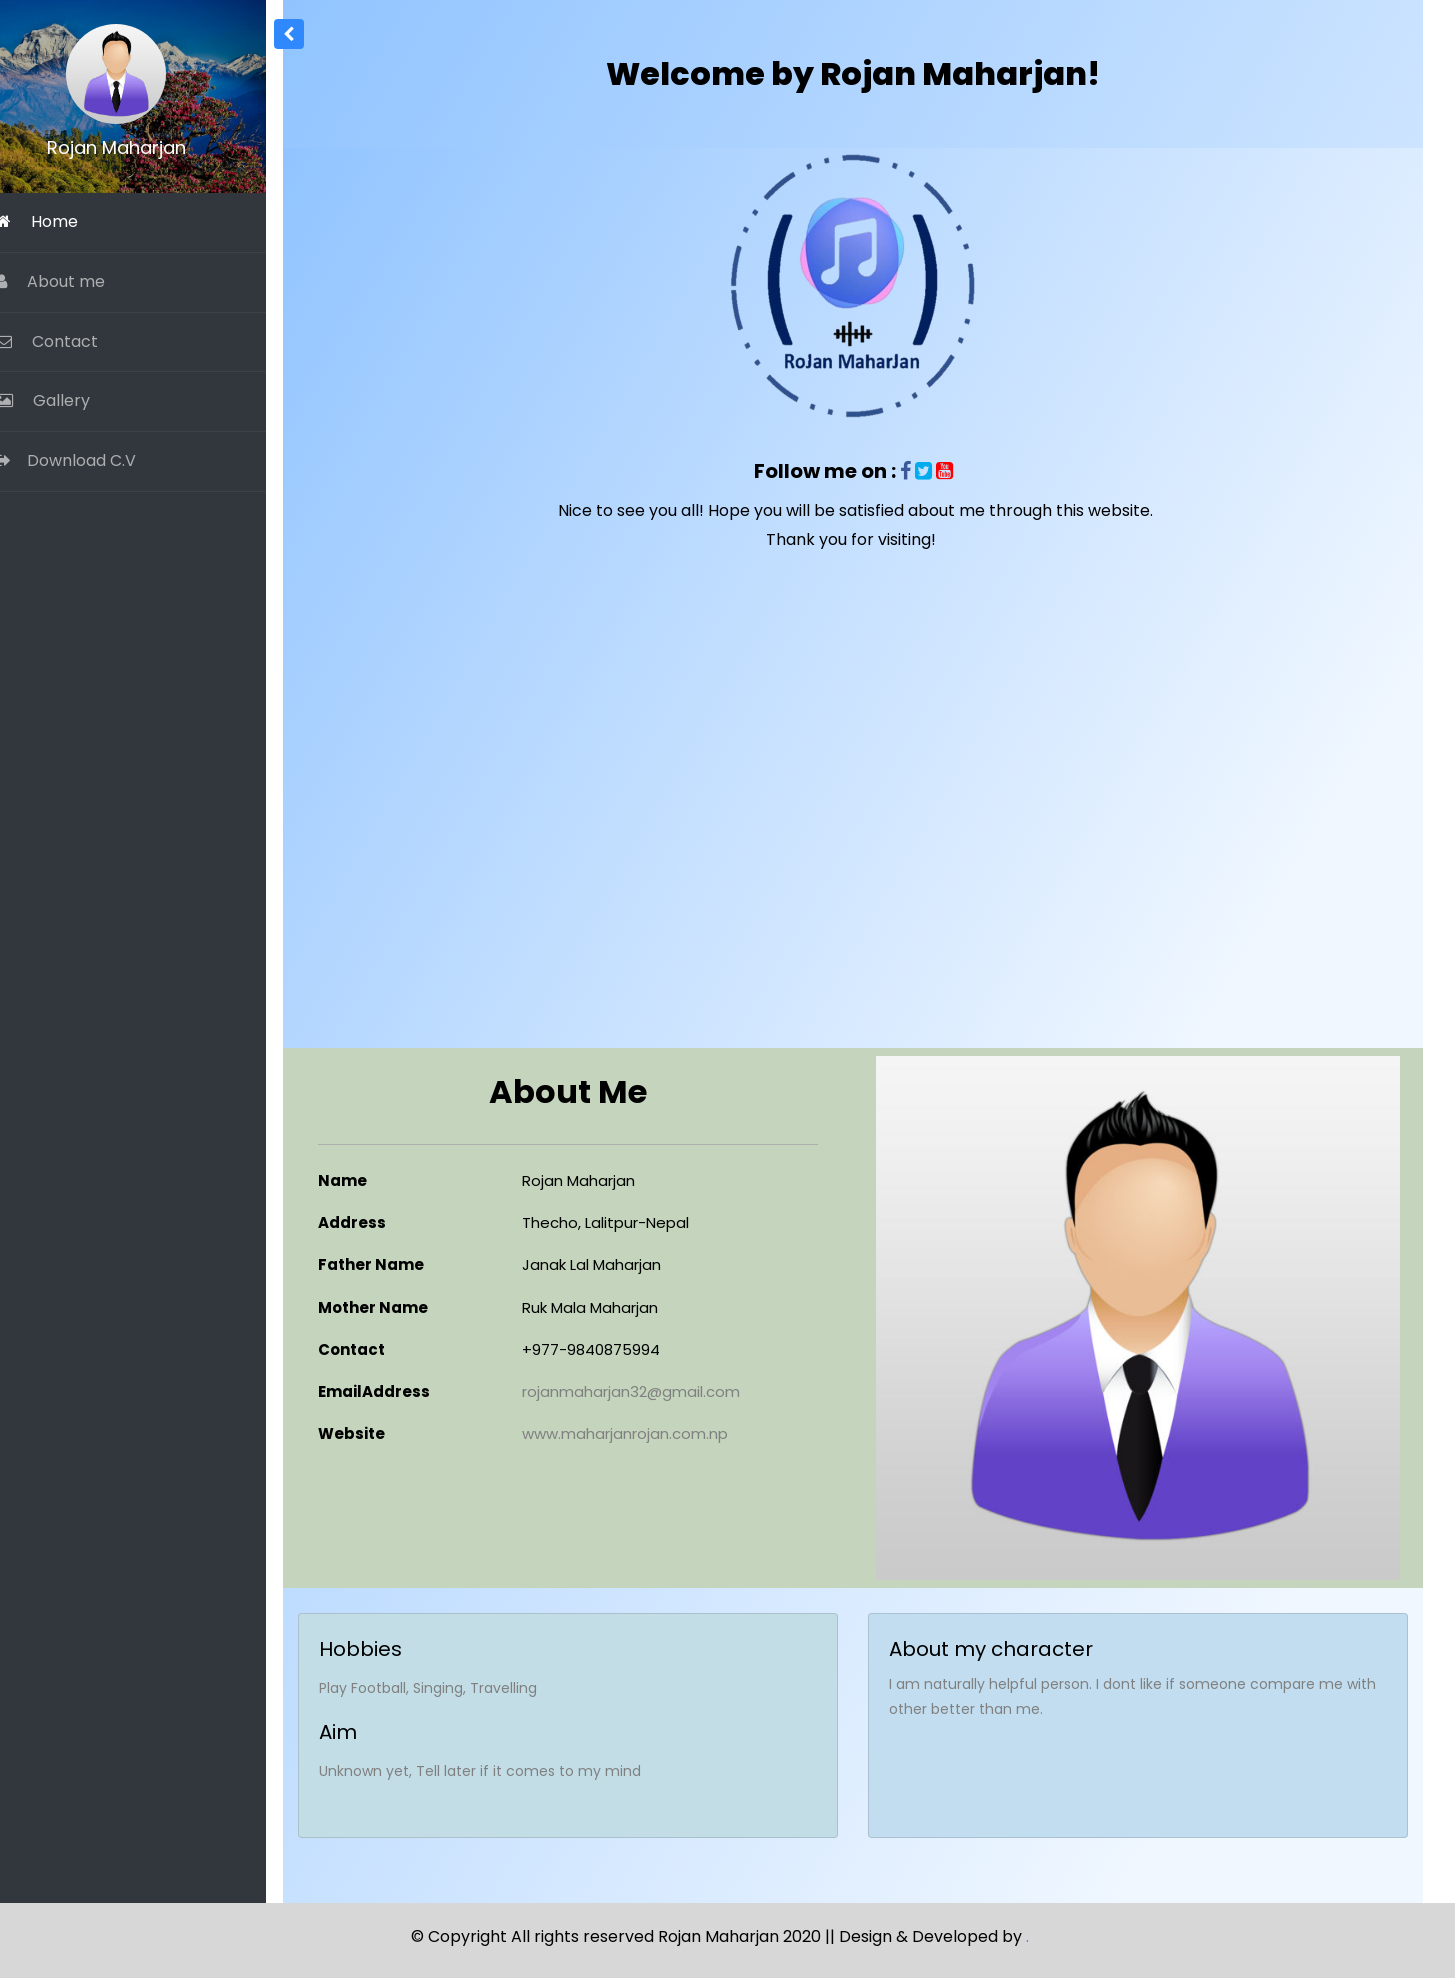 Rojan Maharjan
Home
About me
Contact
Gallery
Download C.V
Welcome by Rojan Maharjan!
RoJan MaharJan
Follow me on :
You
Tube
Nice to see you all! Hope you will be satisfied about me through this website.
Thank you for visiting!
About Me
Name Rojan Maharjan
Address Thecho, Lalitpur-Nepal
Father Name Janak Lal Maharjan
Mother Name Ruk Mala Maharjan
Contact +977-9840875994
EmailAddress rojanmaharjan32@gmail.com
Website www.maharjanrojan.com.np
Hobbies
Play Football, Singing, Travelling
Aim
Unknown yet, Tell later if it comes to my mind
About my character
I am naturally helpful person. I dont like if someone compare me with
other better than me.
© Copyright All rights reserved Rojan Maharjan 2020 || Design & Developed by .